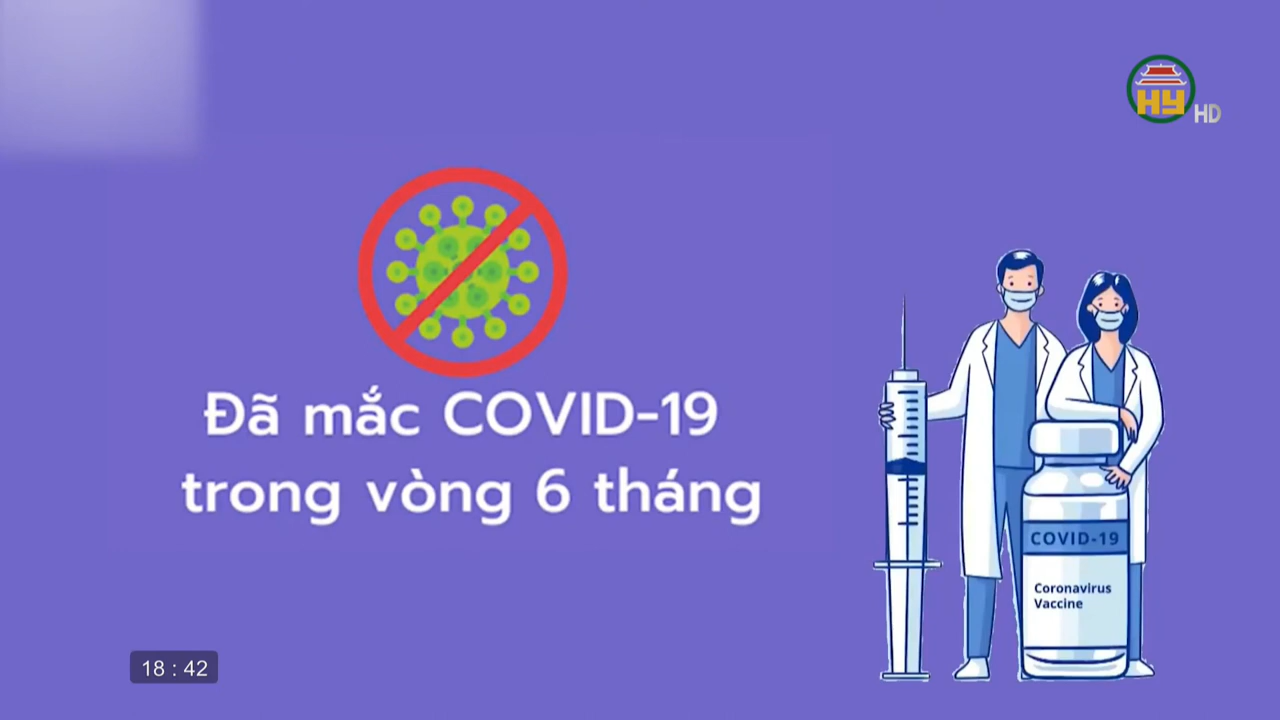 HY HD
Đã mắc COVID-19
trong vòng 6 tháng
COVID-19
Coronavirus
Vaccine
18 : 42